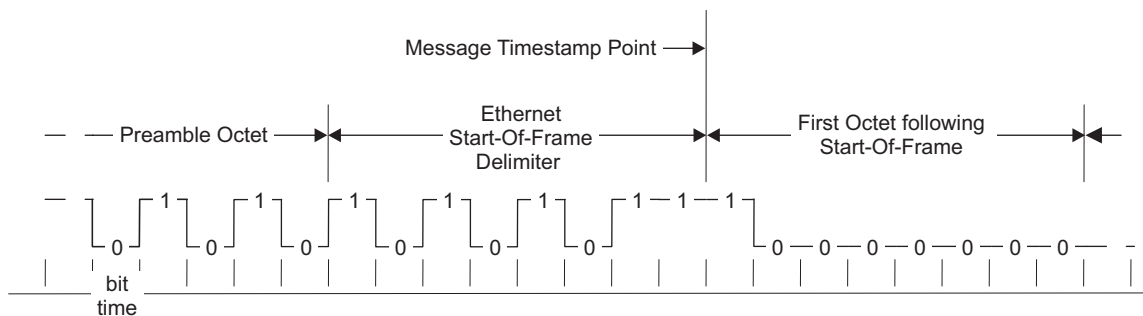 Message Timestamp Point
Preamble Octet
Ethernet
Start-Of-Frame
Delimiter
First Octet following
Start-Of-Frame
1 1 1 1 1 1 1 1
0 0 0 0 0 0 0 0 0 0 0 0 0
bit
time